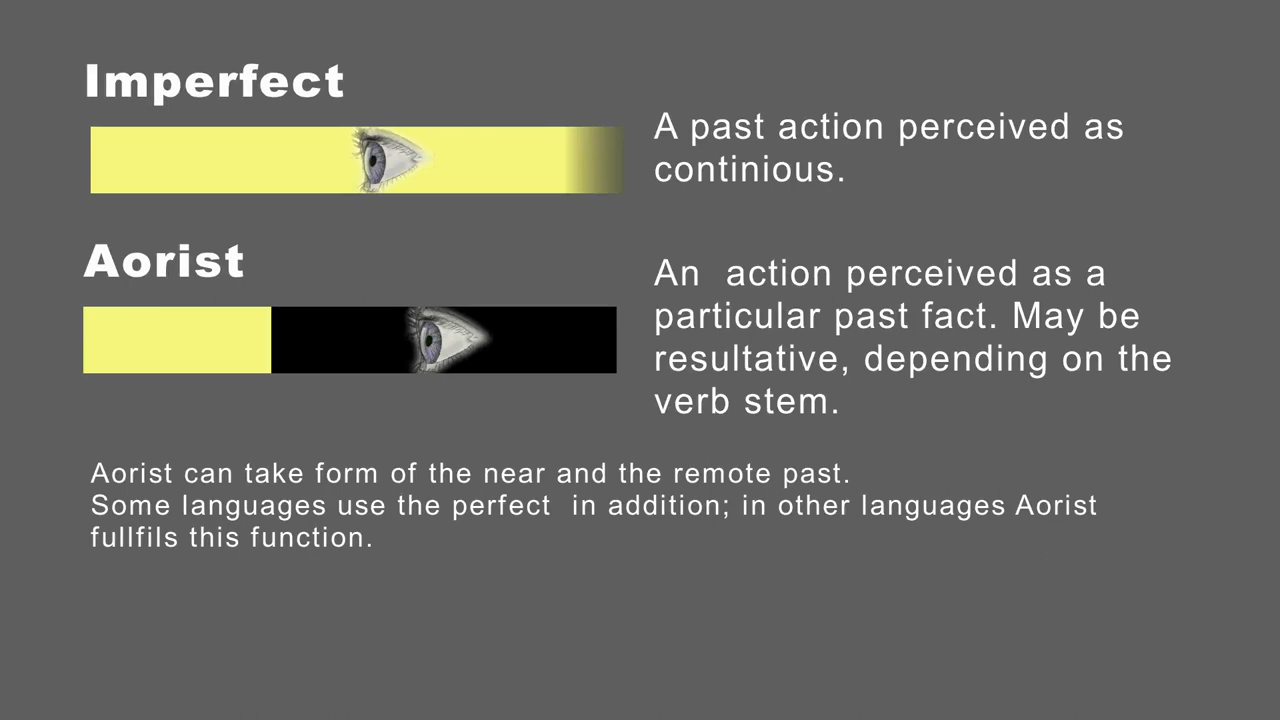 Imperfect
A past action perceived as
continious.
Aorist
An  action perceived as a
particular past fact. May be
resultative, depending on the
verb stem.
Aorist can take form of the near and the remote past.
Some languages use the perfect  in addition; in other languages Aorist
fullfils this function.